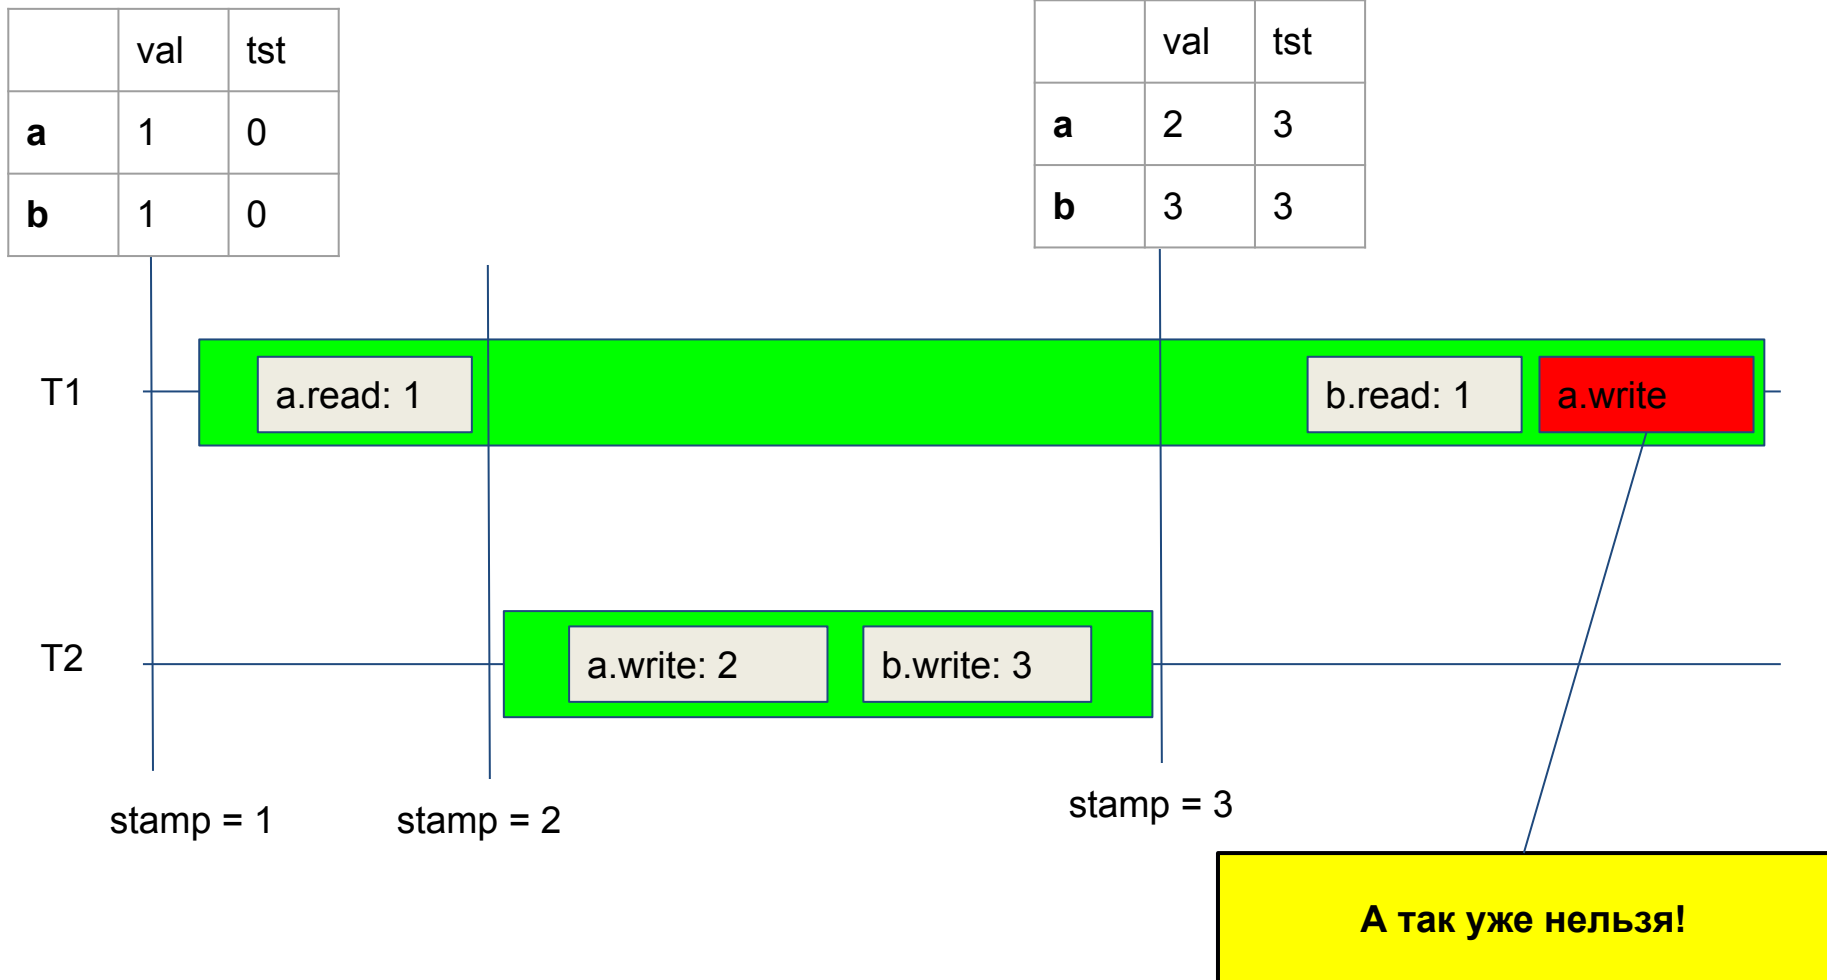 val tst
a 1 0
b 1 0
val tst
a 2 3
b 3 3
T1
a.read: 1
b.read: 1
a.write
T2
a.write: 2
b.write: 3
stamp = 1
stamp = 2
stamp = 3
А так уже нельзя!